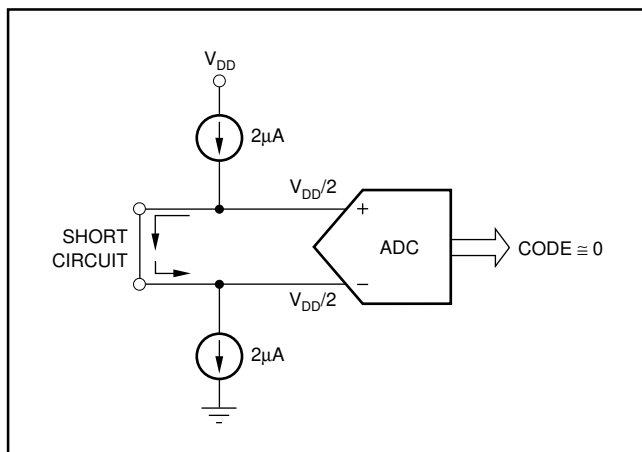 V_DD
2μA
V_DD/2
+
SHORT
CIRCUIT
ADC
CODE ≅ 0
−
V_DD/2
2μA